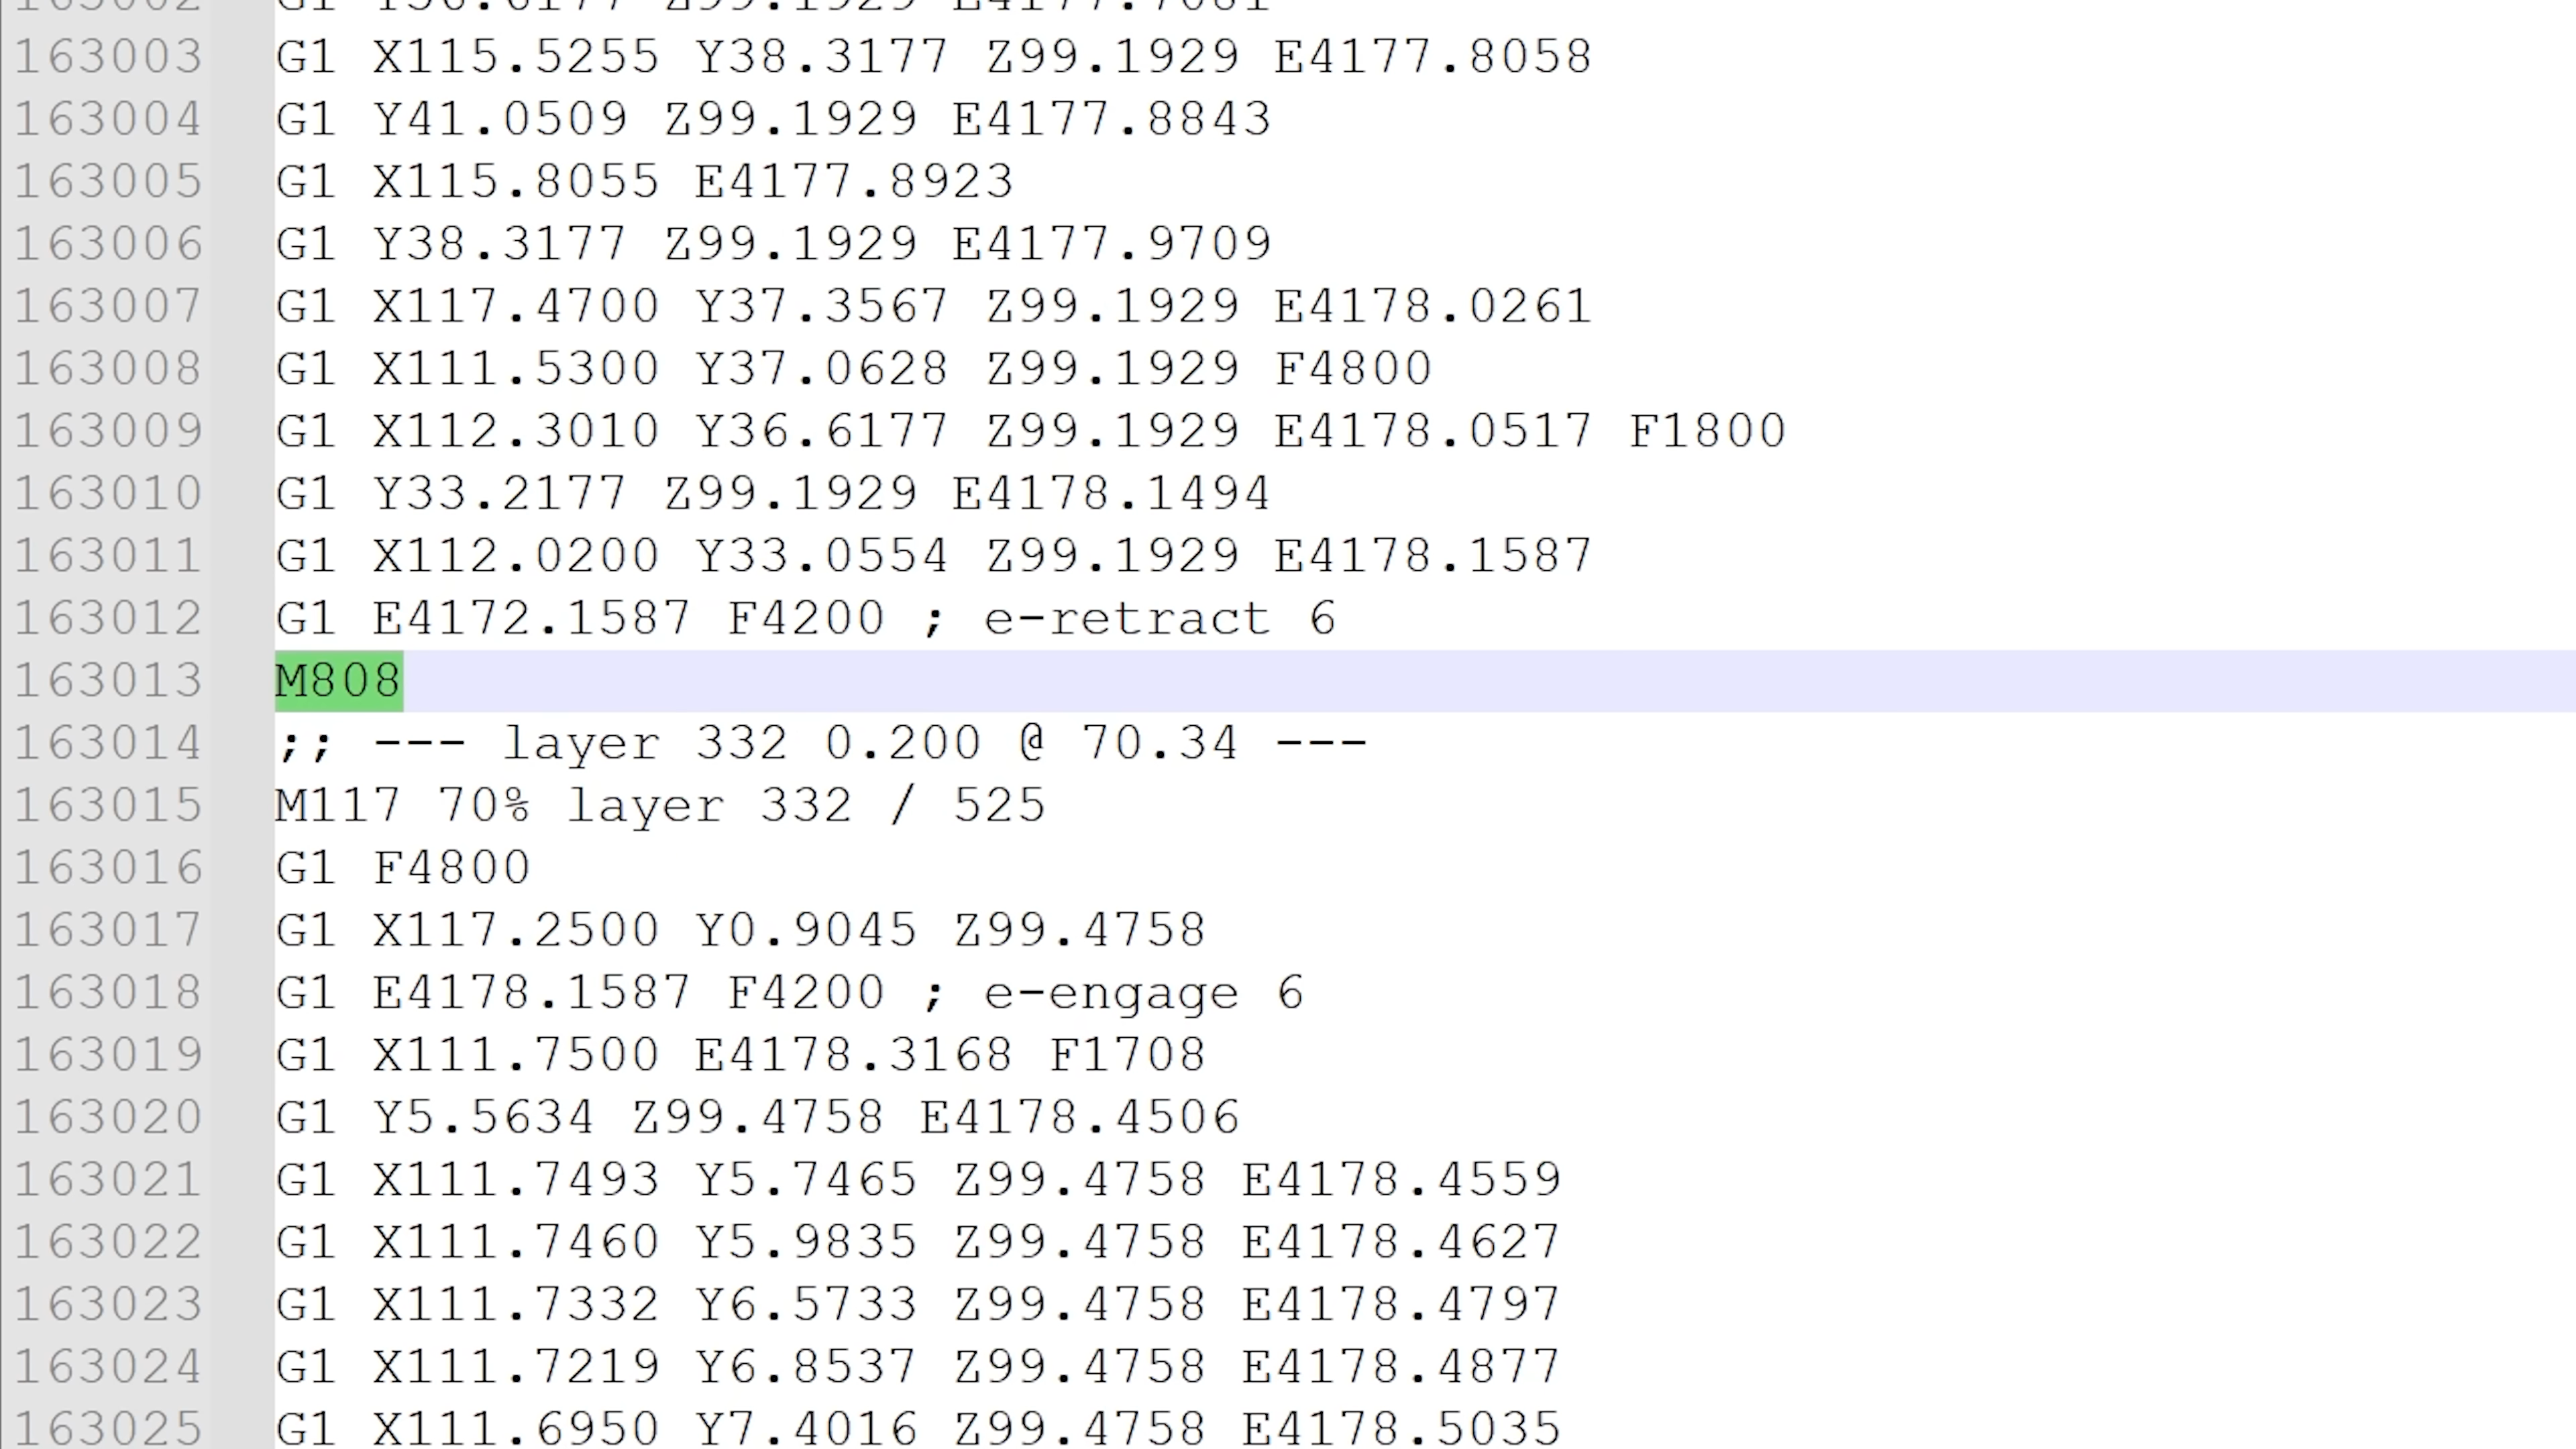 163003 G1 X115.5255 Y38.3177 Z99.1929 E4177.8058
163004 G1 Y41.0509 Z99.1929 E4177.8843
163005 G1 X115.8055 E4177.8923
163006 G1 Y38.3177 Z99.1929 E4177.9709
163007 G1 X117.4700 Y37.3567 Z99.1929 E4178.0261
163008 G1 X111.5300 Y37.0628 Z99.1929 F4800
163009 G1 X112.3010 Y36.6177 Z99.1929 E4178.0517 F1800
163010 G1 Y33.2177 Z99.1929 E4178.1494
163011 G1 X112.0200 Y33.0554 Z99.1929 E4178.1587
163012 G1 E4172.1587 F4200 ; e-retract 6
163013 M808
163014 ;; --- layer 332 0.200 @ 70.34 ---
163015 M117 70% layer 332 / 525
163016 G1 F4800
163017 G1 X117.2500 Y0.9045 Z99.4758
163018 G1 E4178.1587 F4200 ; e-engage 6
163019 G1 X111.7500 E4178.3168 F1708
163020 G1 Y5.5634 Z99.4758 E4178.4506
163021 G1 X111.7493 Y5.7465 Z99.4758 E4178.4559
163022 G1 X111.7460 Y5.9835 Z99.4758 E4178.4627
163023 G1 X111.7332 Y6.5733 Z99.4758 E4178.4797
163024 G1 X111.7219 Y6.8537 Z99.4758 E4178.4877
163025 G1 X111.6950 Y7.4016 Z99.4758 E4178.5035